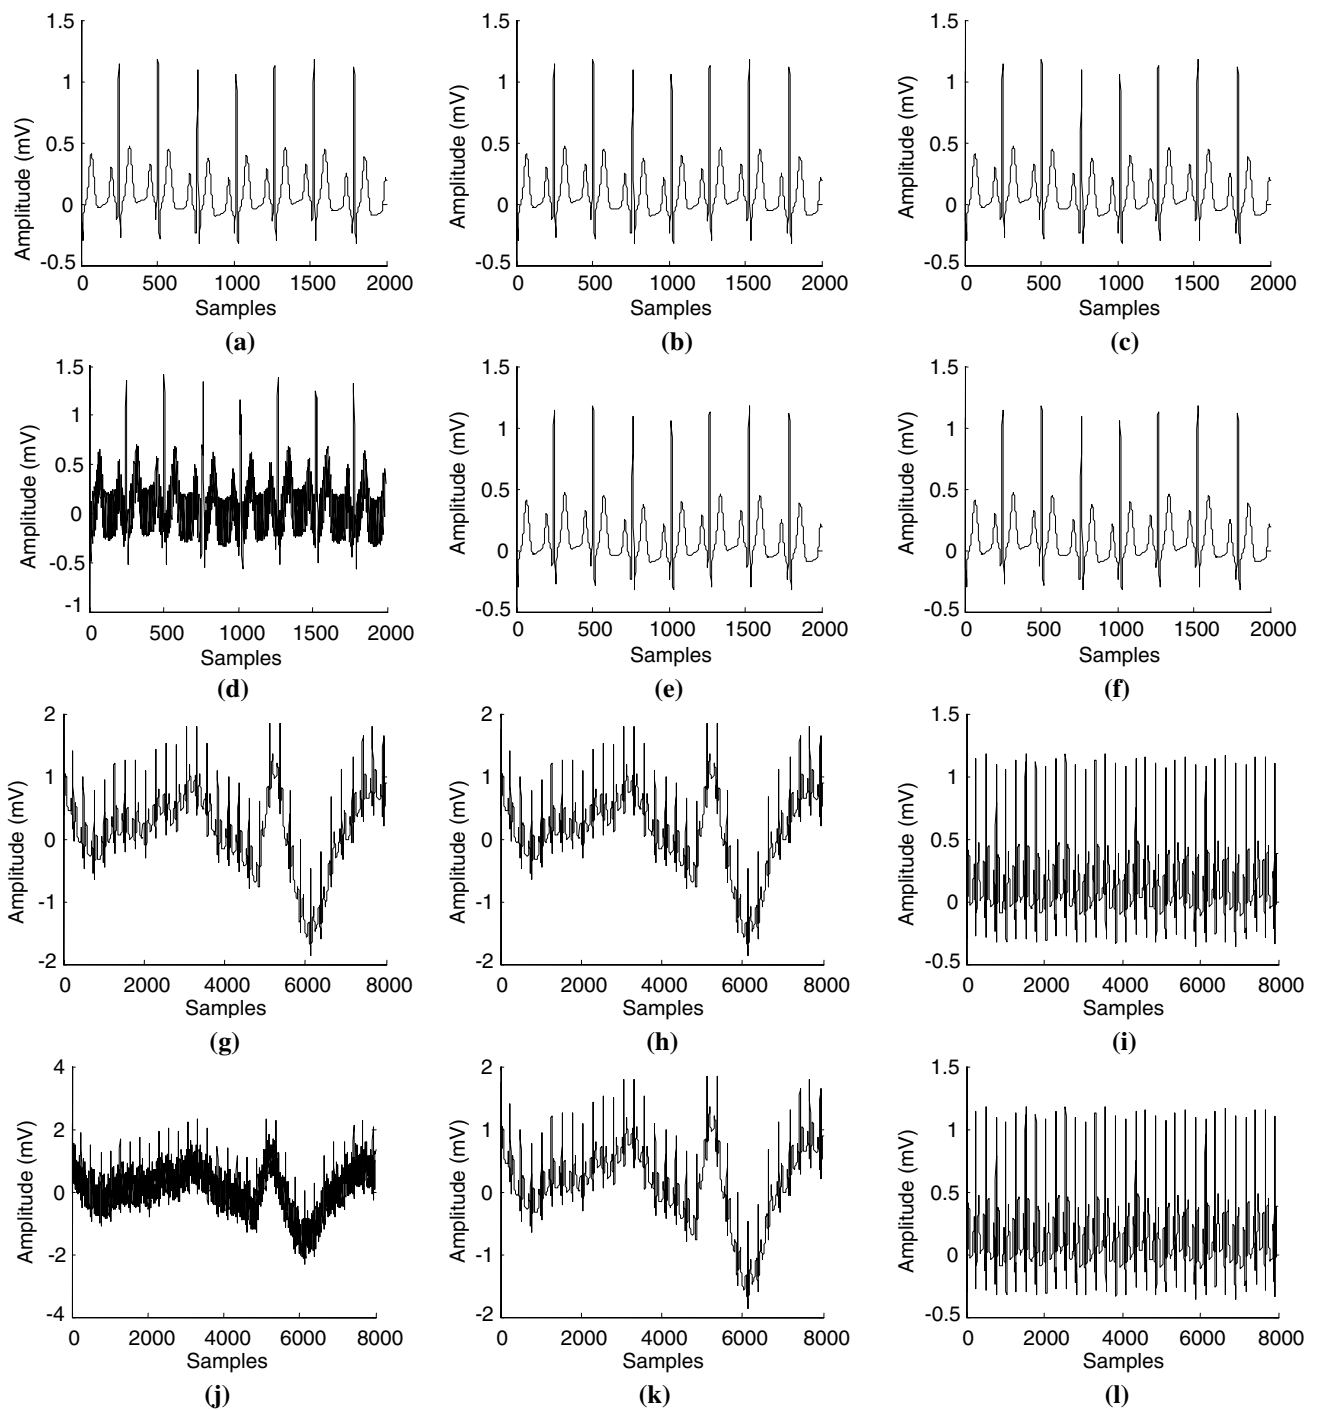 1.5 1.5 1.5
1 1 1
0.5 0.5 0.5
0 0 0
-0.5 -0.5 -0.5
Amplitude (mV) Amplitude (mV) Amplitude (mV)
0 500 1000 1500 2000 0 500 1000 1500 2000 0 500 1000 1500 2000
Samples Samples Samples
(a) (b) (c)
1.5 1.5 1.5
1 1 1
0.5 0.5 0.5
0 0 0
-0.5 -0.5 -0.5
-1
Amplitude (mV) Amplitude (mV) Amplitude (mV)
0 500 1000 1500 2000 0 500 1000 1500 2000 0 500 1000 1500 2000
Samples Samples Samples
(d) (e) (f)
2 2 1.5
1 1 1
0 0 0.5
-1 -1 0
-2 -2 -0.5
Amplitude (mV) Amplitude (mV) Amplitude (mV)
0 2000 4000 6000 8000 0 2000 4000 6000 8000 0 2000 4000 6000 8000
Samples Samples Samples
(g) (h) (i)
4 2 1.5
2 1 1
0 0 0.5
-2 -1 0
-4 -2 -0.5
Amplitude (mV) Amplitude (mV) Amplitude (mV)
0 2000 4000 6000 8000 0 2000 4000 6000 8000 0 2000 4000 6000 8000
Samples Samples Samples
(j) (k) (l)